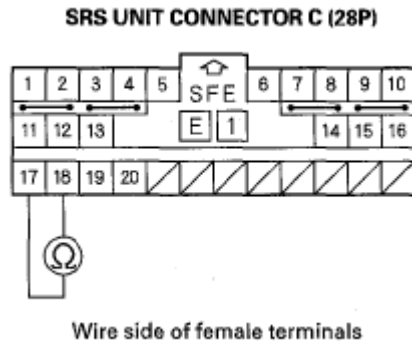 SRS UNIT CONNECTOR C (28P)
1 2 3 4 5 SFE 6 7 8 9 10
11 12 13 E 1 14 15 16
17 18 19 20
Ω
Wire side of female terminals